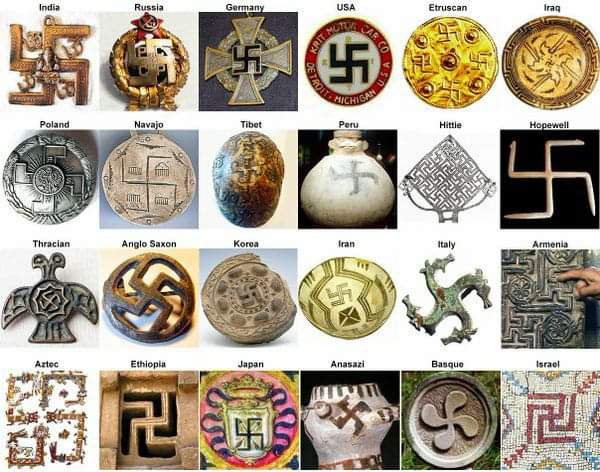 India Russia Germany USA Etruscan Iraq
KRIT MOTOR CAR CO
DETROIT, MICHIGAN U.S.A
Poland Navajo Tibet Peru Hittie Hopewell
Thracian Anglo Saxon Korea Iran Italy Armenia
Aztec Ethiopia Japan Anasazi Basque Israel